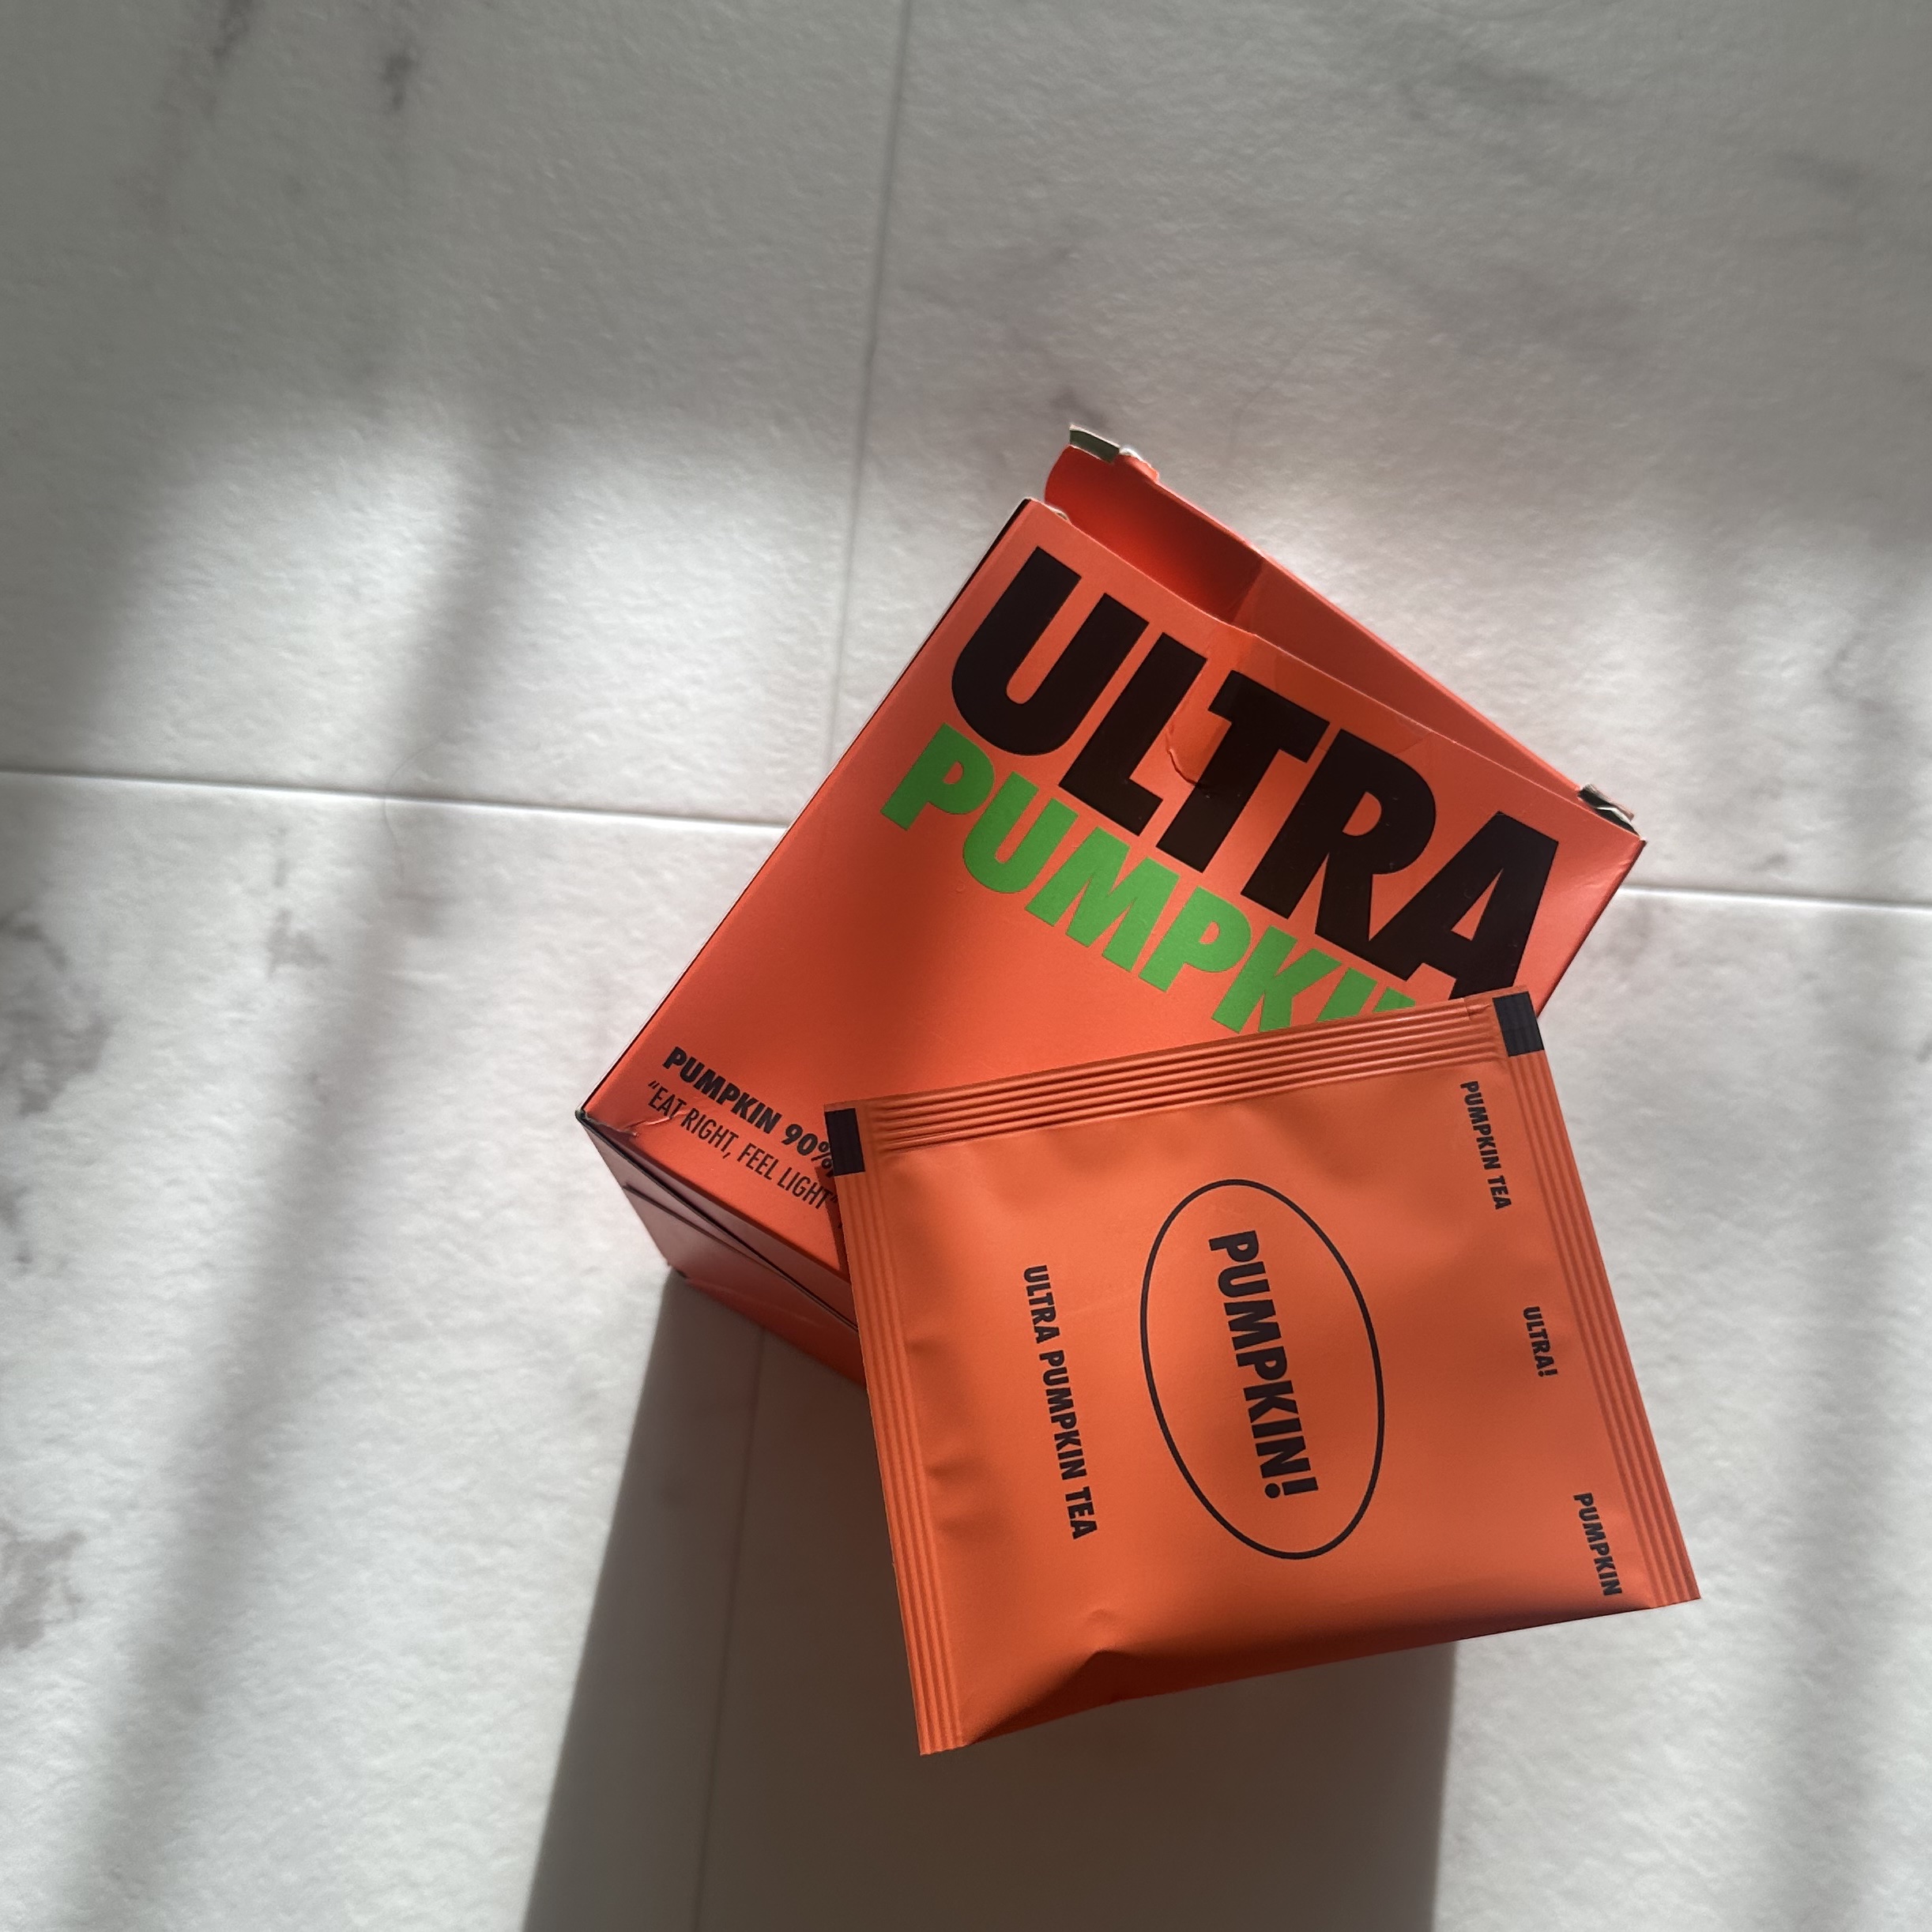 ULTRA
PUMPKIN
PUMPKIN 90%
"EAT RIGHT, FEEL LIGHT"
PUMPKIN TEA
ULTRA!
PUMPKIN
PUMPKIN!
ULTRA PUMPKIN TEA